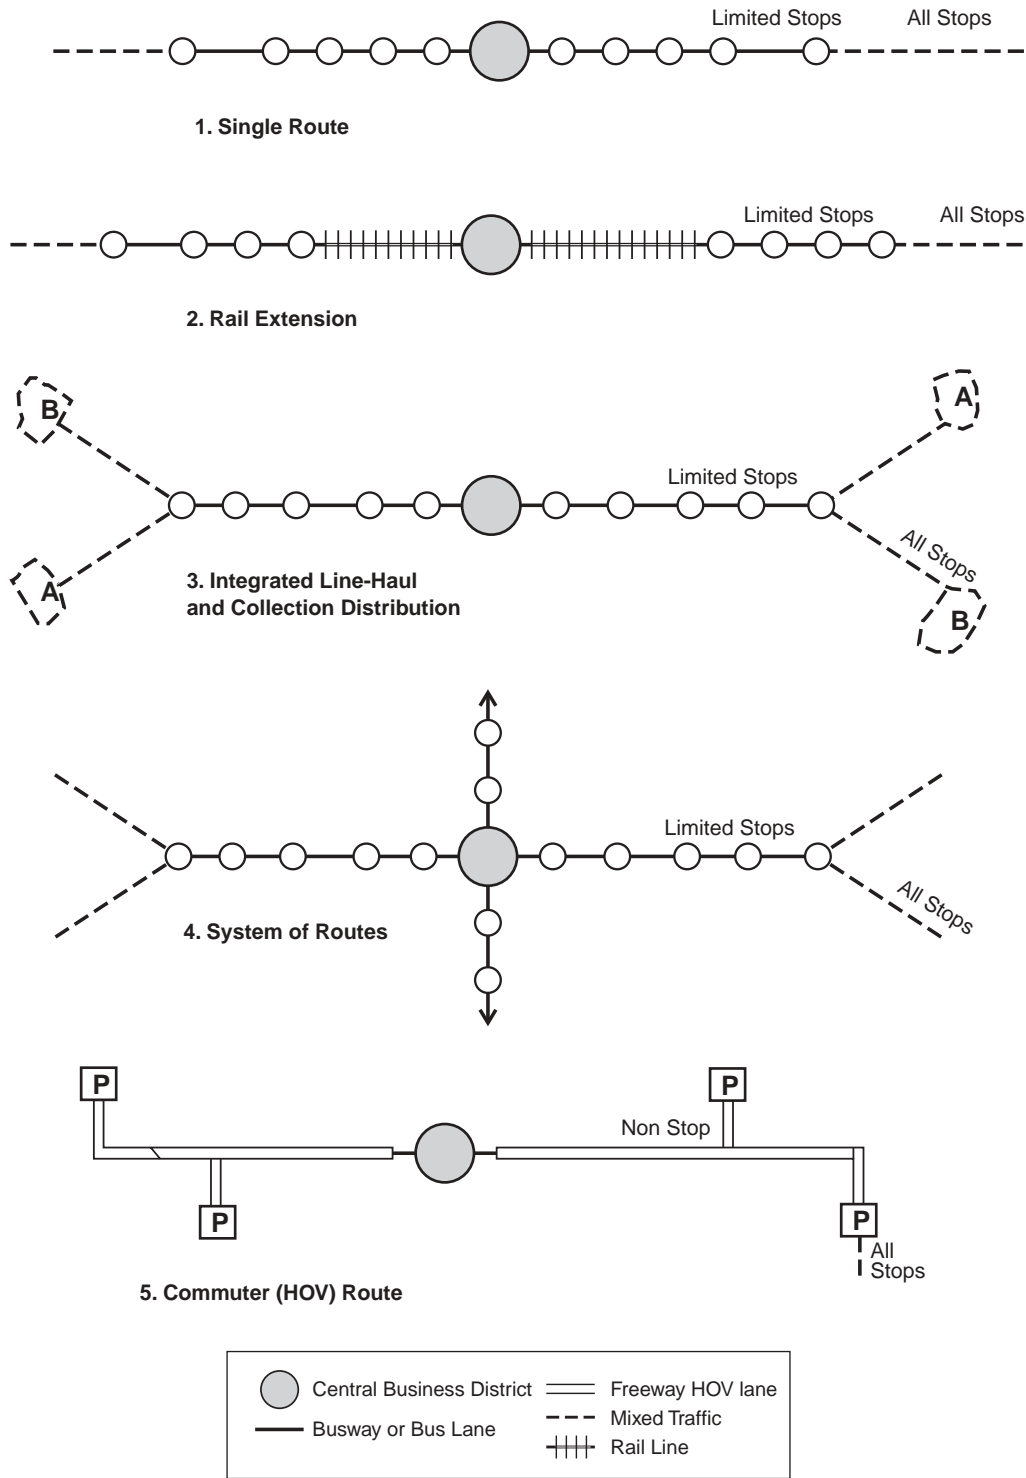 Limited Stops All Stops
1. Single Route
Limited Stops All Stops
2. Rail Extension
B
A
Limited Stops
All Stops
A
B
3. Integrated Line-Haul
and Collection Distribution
Limited Stops
All Stops
4. System of Routes
P
P
Non Stop
P
P
All
Stops
5. Commuter (HOV) Route
Central Business District
Freeway HOV lane
Busway or Bus Lane
Mixed Traffic
Rail Line